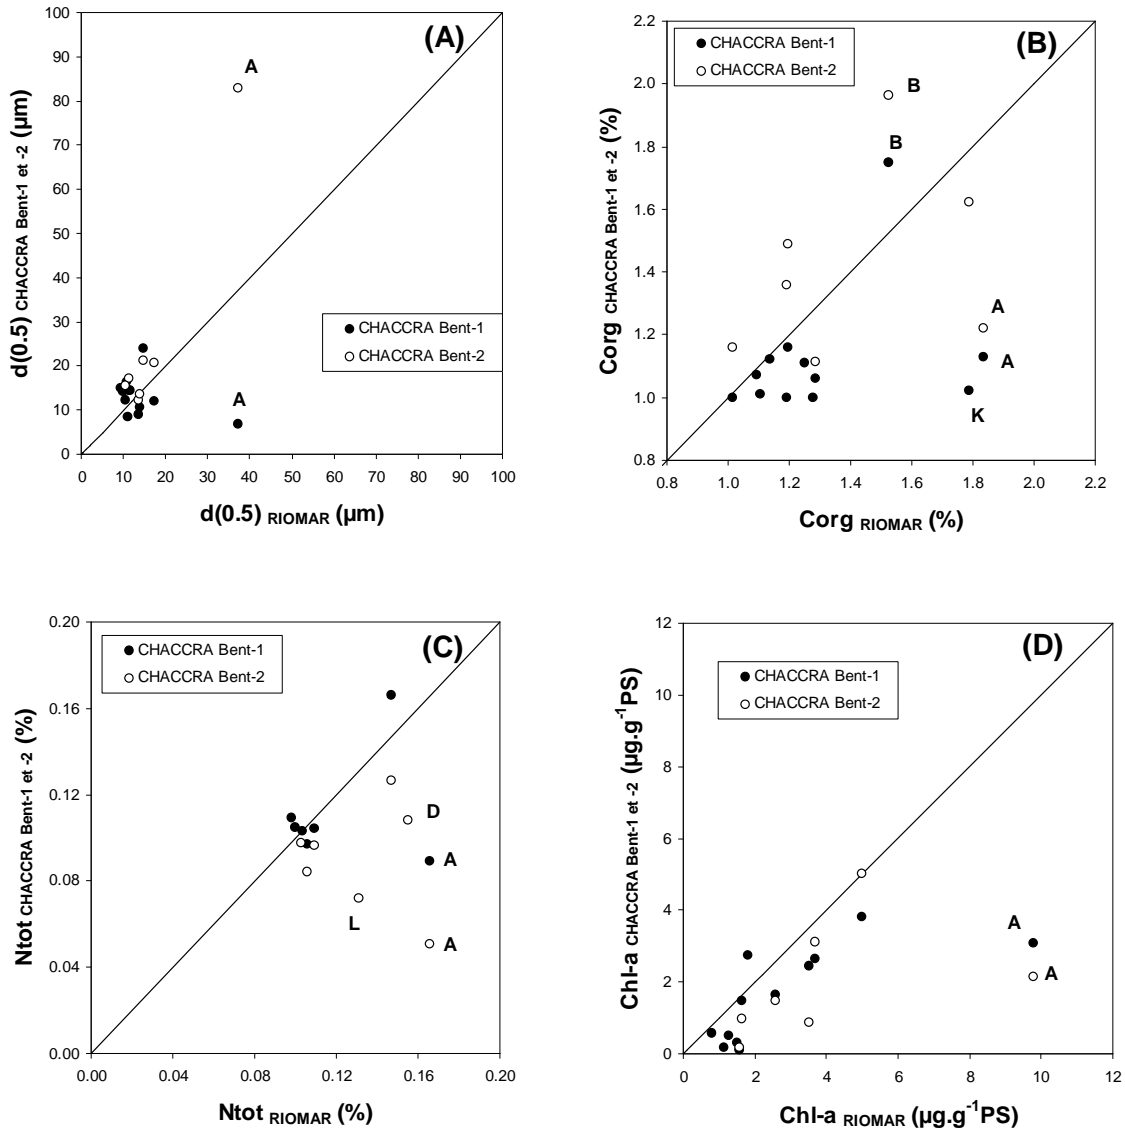 (A)
100
90
80
70
60
50
40
30
20
10
0
A
A
CHACCRA Bent-1
CHACCRA Bent-2
0 10 20 30 40 50 60 70 80 90 100
d(0.5) RIOMAR (µm)
d(0.5) CHACCRA Bent-1 et -2 (µm)
(B)
2.2
2.0
1.8
1.6
1.4
1.2
1.0
0.8
CHACCRA Bent-1
CHACCRA Bent-2
B
B
A
A
K
0.8 1.0 1.2 1.4 1.6 1.8 2.0 2.2
Corg RIOMAR (%)
Corg CHACCRA Bent-1 et -2 (%)
(C)
0.20
0.16
0.12
0.08
0.04
0.00
CHACCRA Bent-1
CHACCRA Bent-2
D
A
L
A
0.00 0.04 0.08 0.12 0.16 0.20
Ntot RIOMAR (%)
Ntot CHACCRA Bent-1 et -2 (%)
(D)
12
10
8
6
4
2
0
CHACCRA Bent-1
CHACCRA Bent-2
A
A
0 2 4 6 8 10 12
Chl-a RIOMAR (µg.g-1PS)
Chl-a CHACCRA Bent-1 et -2 (µg.g-1PS)